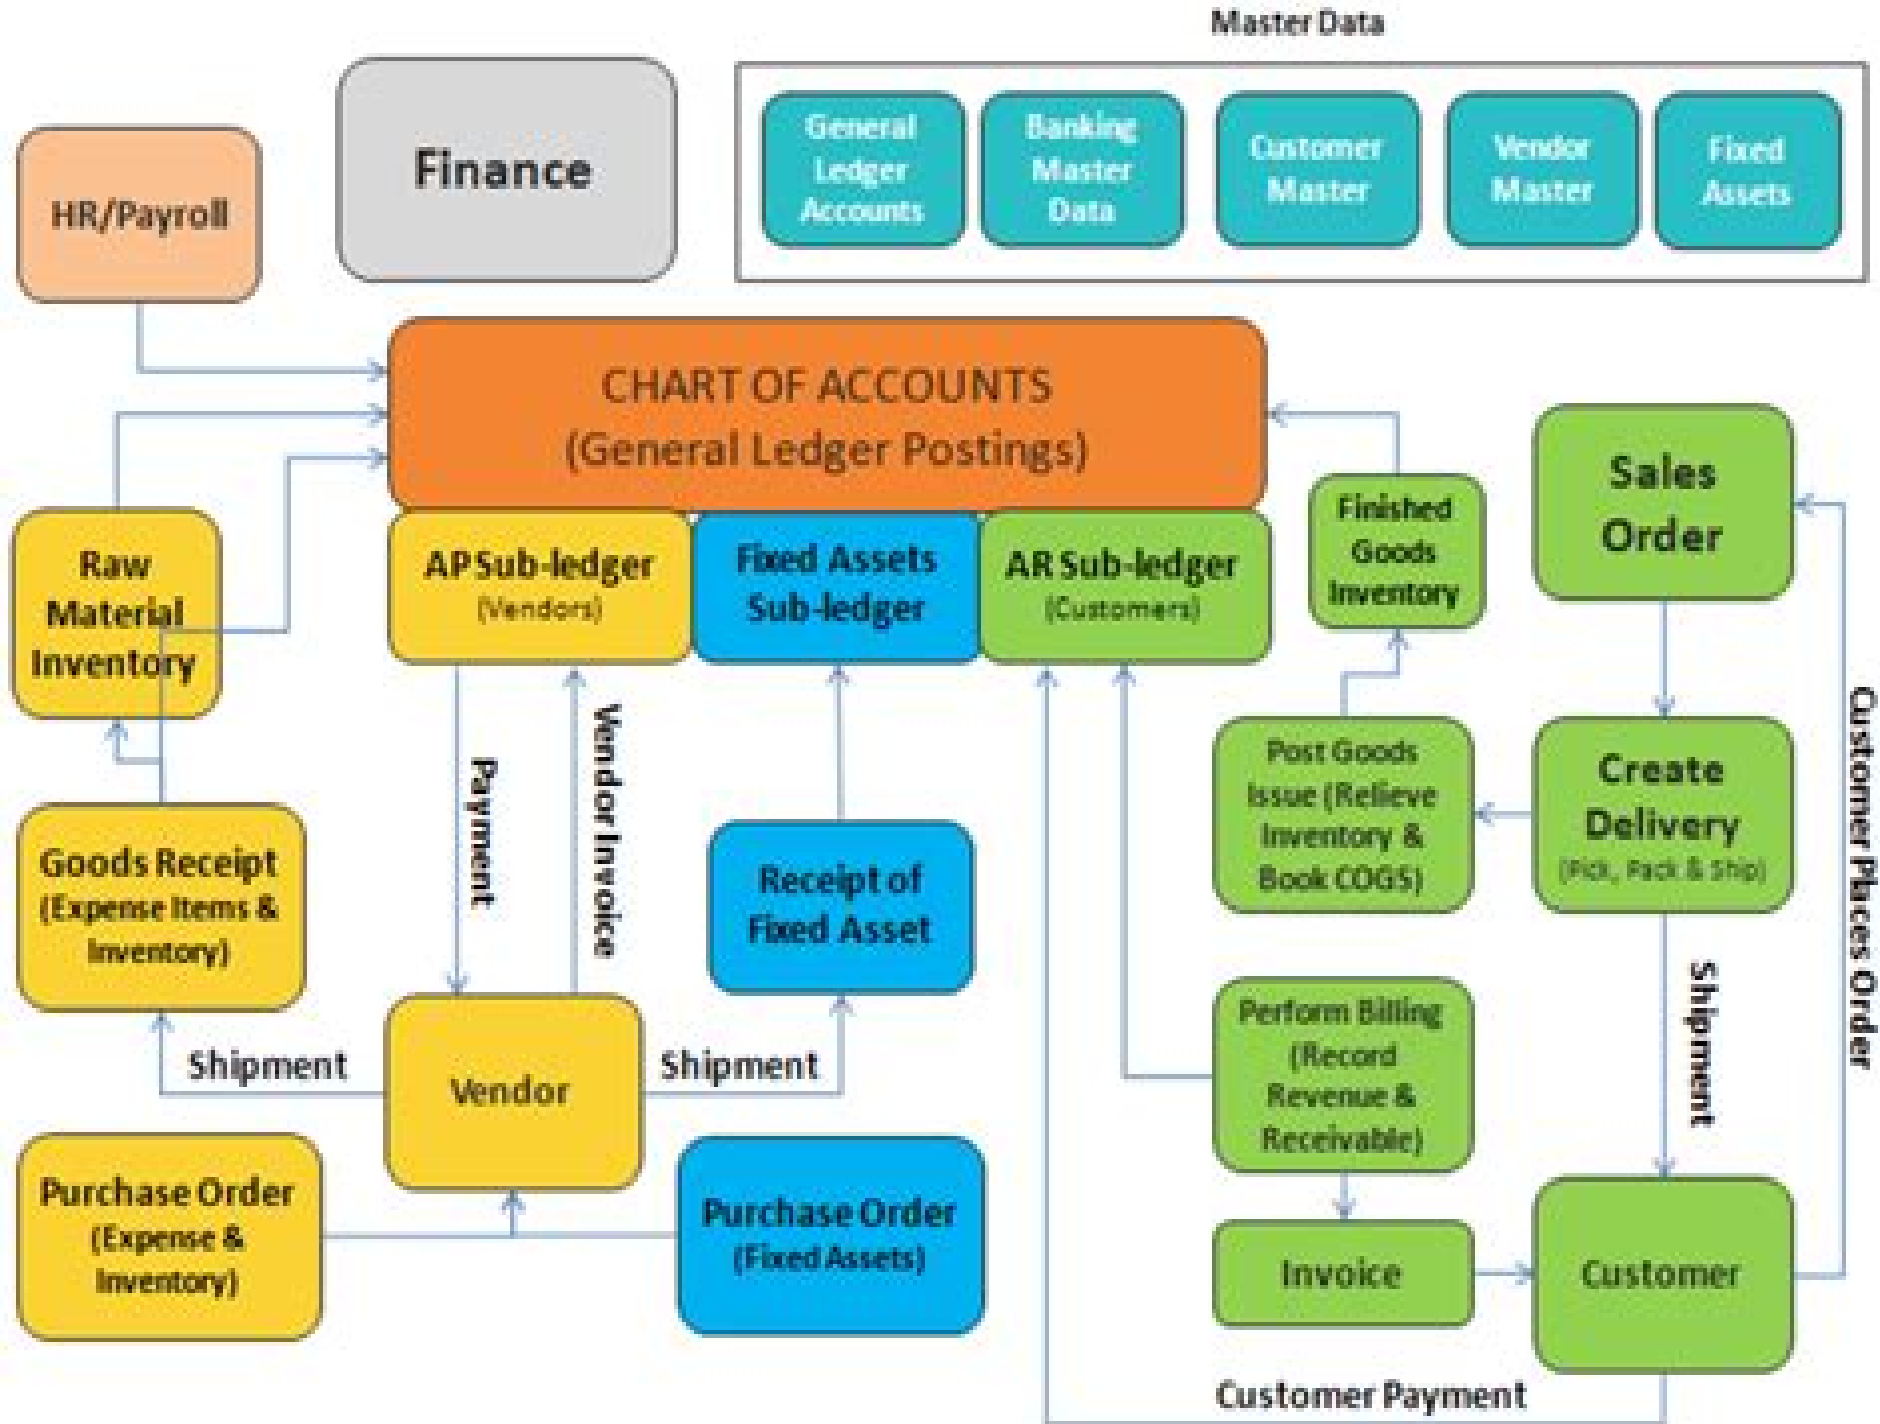 Master Data
Finance
HR/Payroll
General
Ledger
Accounts
Banking
Master
Data
Customer
Master
Vendor
Master
Fixed
Assets
CHART OF ACCOUNTS
(General Ledger Postings)
AP Sub-ledger
(Vendors)
Fixed Assets
Sub-ledger
AR Sub-ledger
(Customers)
Finished
Goods
Inventory
Sales
Order
Raw
Material
Inventory
Payment
Vendor Invoice
Post Goods
Issue (Relieve
Inventory &
Book COGS)
Create
Delivery
(Pick, Pack & Ship)
Customer Places Order
Goods Receipt
(Expense Items &
Inventory)
Receipt of
Fixed Asset
Shipment
Vendor
Shipment
Perform Billing
(Record
Revenue &
Receivable)
Shipment
Purchase Order
(Expense &
Inventory)
Purchase Order
(Fixed Assets)
Invoice
Customer
Customer Payment